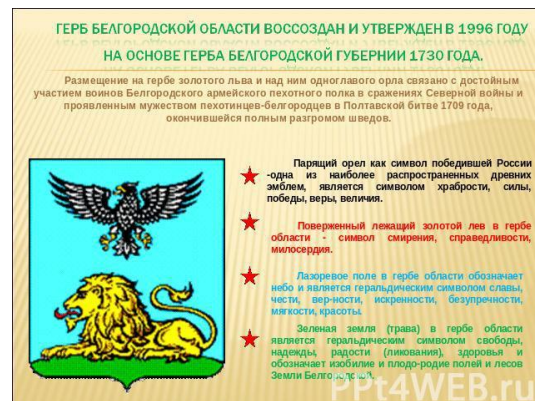 ГЕРБ БЕЛГОРОДСКОЙ ОБЛАСТИ ВОССОЗДАН И УТВЕРЖДЕН В 1996 ГОДУ
НА ОСНОВЕ ГЕРБА БЕЛГОРОДСКОЙ ГУБЕРНИИ 1730 ГОДА.
Размещение на гербе золотого льва и над ним одноглавого орла связано с достойным
участием воинов Белгородского армейского пехотного полка в сражениях Северной войны и
проявленным мужеством пехотинцев-белгородцев в Полтавской битве 1709 года,
окончившейся полным разгромом шведов.
Парящий орел как символ победившей России
-одна из наиболее распространенных древних
эмблем, является символом храбрости, силы,
победы, веры, величия.
Поверженный лежащий золотой лев в гербе
области - символ смирения, справедливости,
милосердия.
Лазоревое поле в гербе области обозначает
небо и является геральдическим символом славы,
чести, вер-ности, искренности, безупречности,
мягкости, красоты.
Зеленая земля (трава) в гербе области
является геральдическим символом свободы,
надежды, радости (ликования), здоровья и
обозначает изобилие и плодо-родие полей и лесов
Земли Белгородской.
PPt4WEB.ru